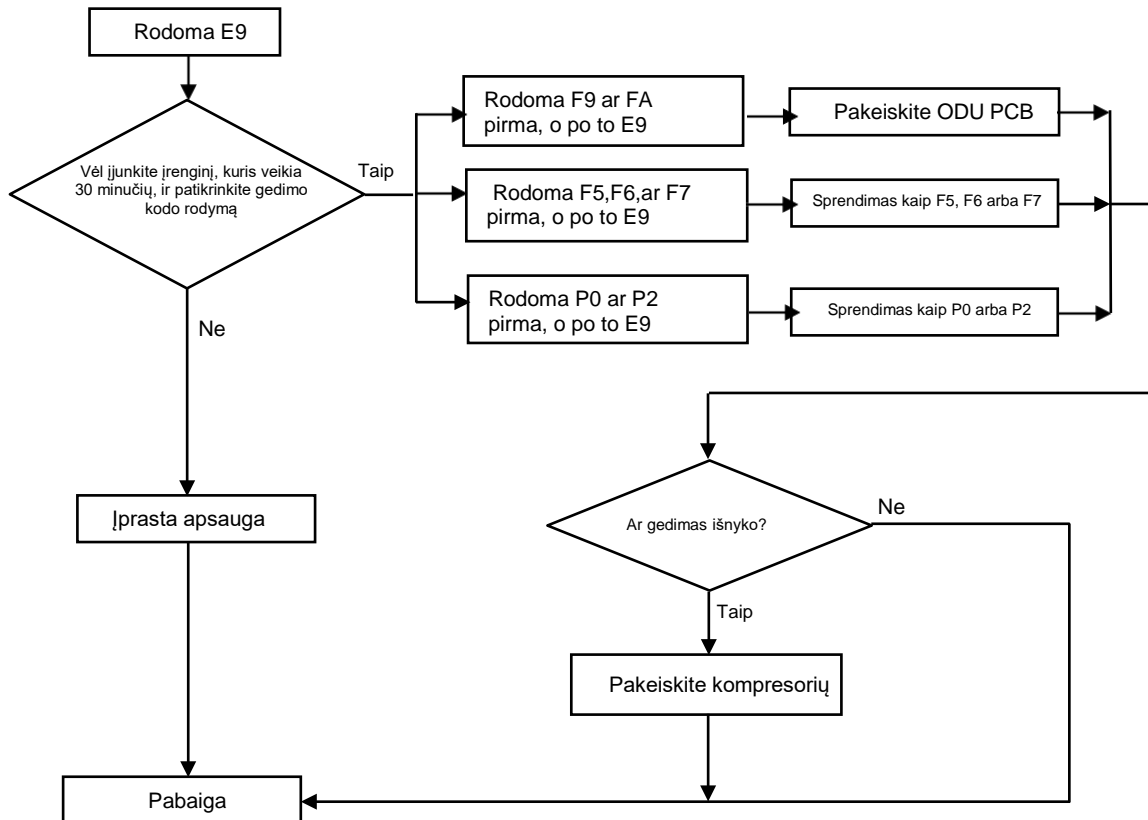 Rodoma E9
Vėl įjunkite įrenginį, kuris veikia
30 minučių, ir patikrinkite gedimo
kodo rodymą
Taip
Ne
Rodoma F9 ar FA
pirma, o po to E9
Pakeiskite ODU PCB
Rodoma F5,F6,ar F7
pirma, o po to E9
Sprendimas kaip F5, F6 arba F7
Rodoma P0 ar P2
pirma, o po to E9
Sprendimas kaip P0 arba P2
Įprasta apsauga
Ar gedimas išnyko?
Ne
Taip
Pakeiskite kompresorių
Pabaiga